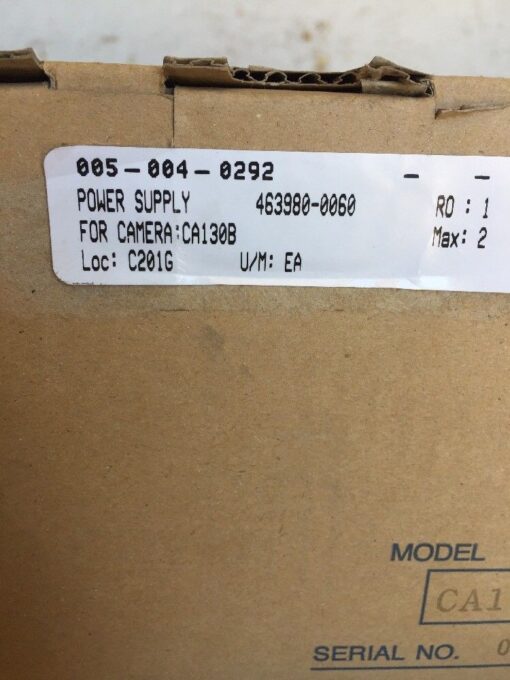 005-004-0292 - -
POWER SUPPLY 463980-0060 RO : 1
FOR CAMERA:CA130B Max: 2
Loc: C201G U/M: EA
MODEL
CA1
SERIAL NO. 0